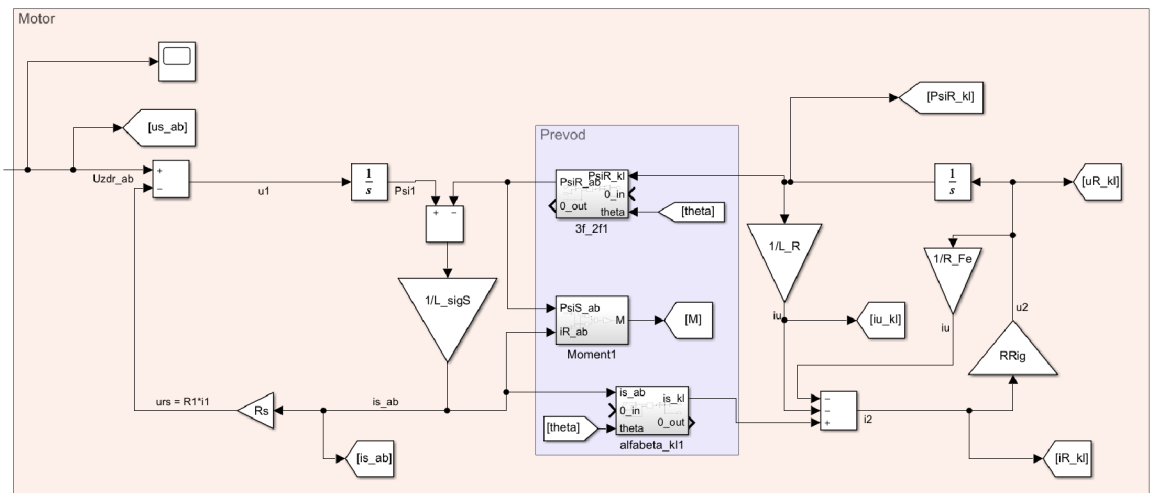 Motor
[us_ab]
Uzdr_ab
+
−
u1
1
s
Psi1
+ −
1/L_sigS
Rs
urs = R1*i1
is_ab
[is_ab]
Prevod
PsiR_ab
PsiR_kl
0_in
0_out
theta
[theta]
3f_2f1
PsiS_ab
iR_ab
M
[M]
Moment1
is_ab
is_kl
0_in
0_out
theta
[theta]
alfabeta_kl1
[PsiR_kl]
1
s
[uR_kl]
1/L_R
1/R_Fe
iu
[iu_kl]
iu
u2
RRig
−
−
+
i2
[iR_kl]